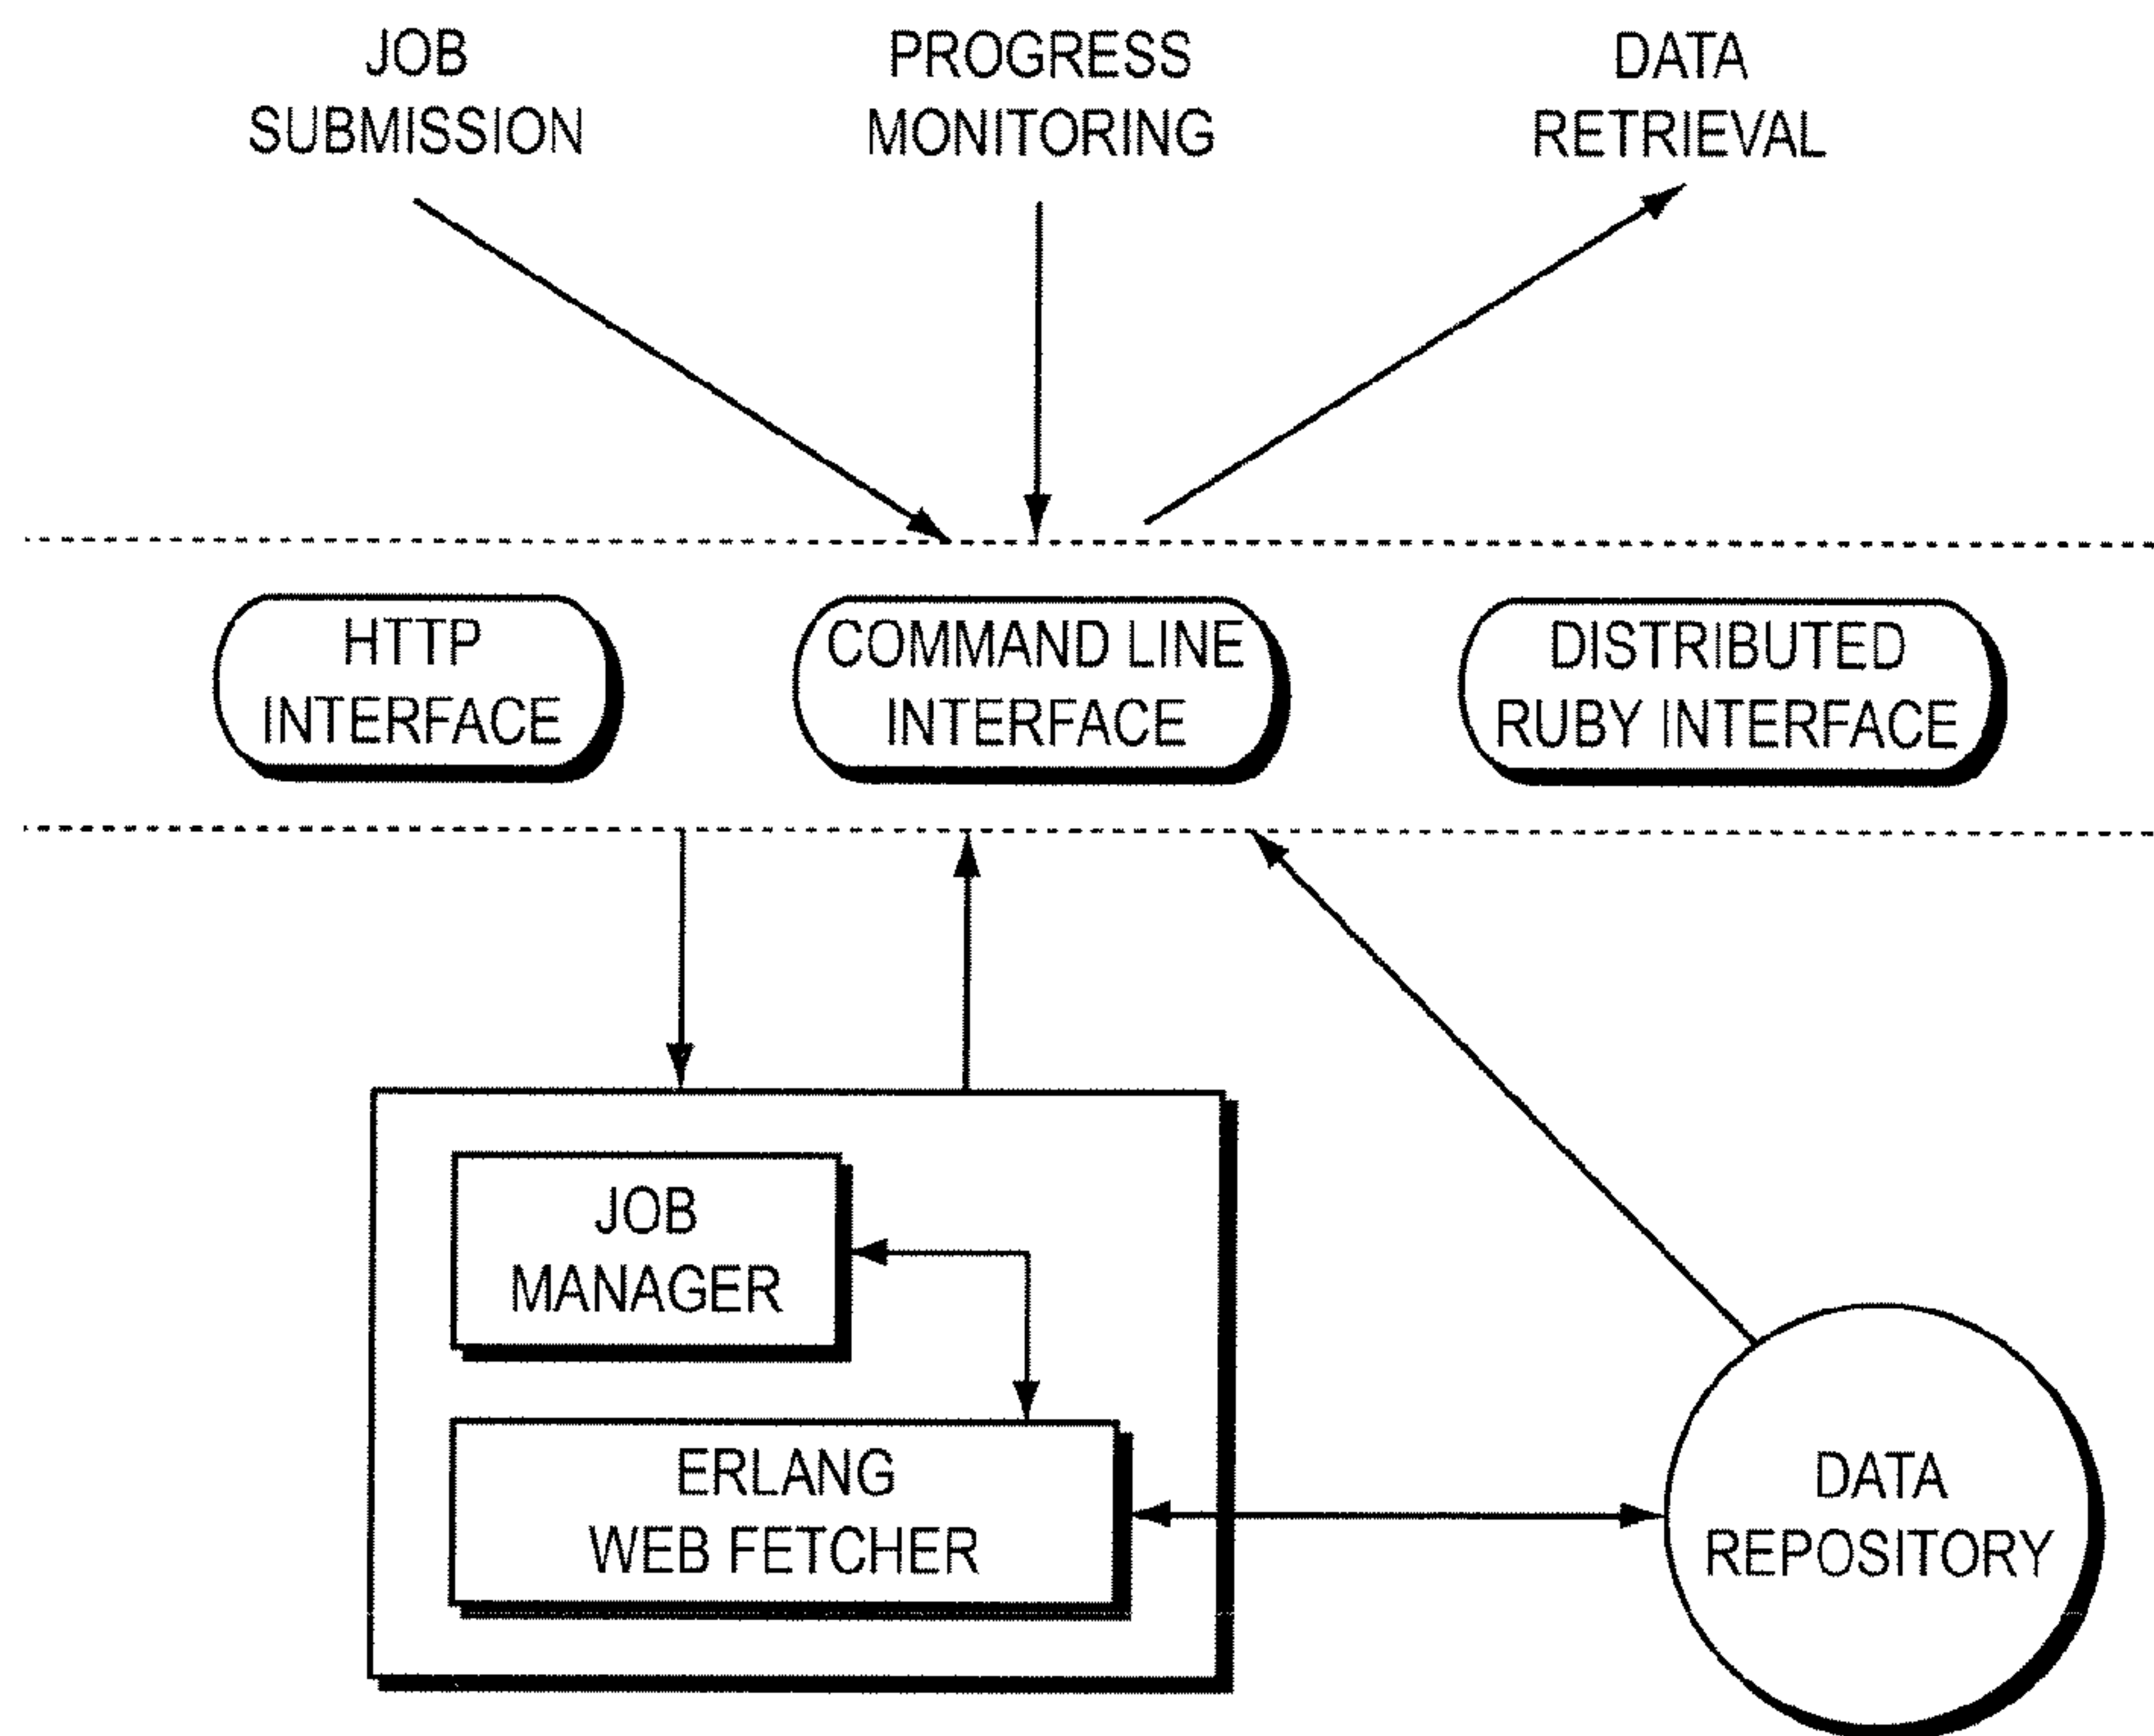 JOB
SUBMISSION
PROGRESS
MONITORING
DATA
RETRIEVAL
HTTP
INTERFACE
COMMAND LINE
INTERFACE
DISTRIBUTED
RUBY INTERFACE
JOB
MANAGER
ERLANG
WEB FETCHER
DATA
REPOSITORY